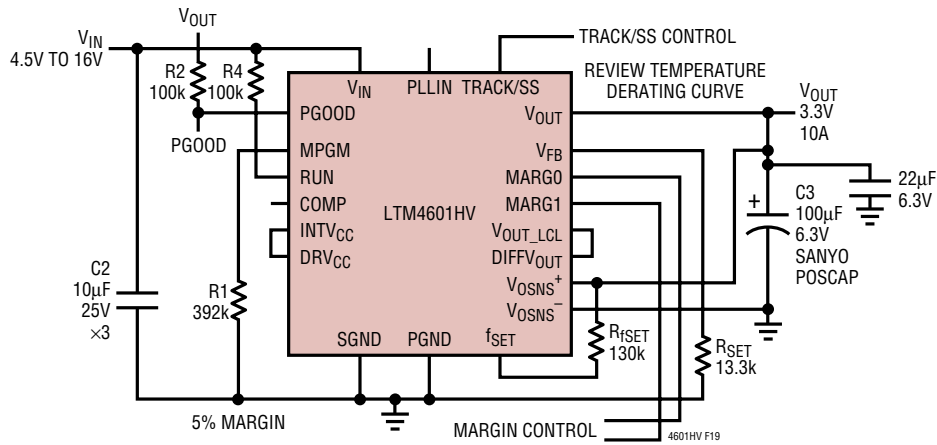 VOUT
VIN
4.5V TO 16V
R2
100k
R4
100k
PGOOD
TRACK/SS CONTROL
REVIEW TEMPERATURE
DERATING CURVE
VIN
PLLIN
TRACK/SS
PGOOD
MPGM
RUN
COMP
INTVCC
DRVCC
LTM4601HV
VOUT
VFB
MARG0
MARG1
VOUT_LCL
DIFFVOUT
VOSNS+
VOSNS–
SGND
PGND
fSET
VOUT
3.3V
10A
C3
100µF
6.3V
SANYO
POSCAP
+
22µF
6.3V
C2
10µF
25V
×3
R1
392k
RfSET
130k
RSET
13.3k
5% MARGIN
MARGIN CONTROL
4601HV F19